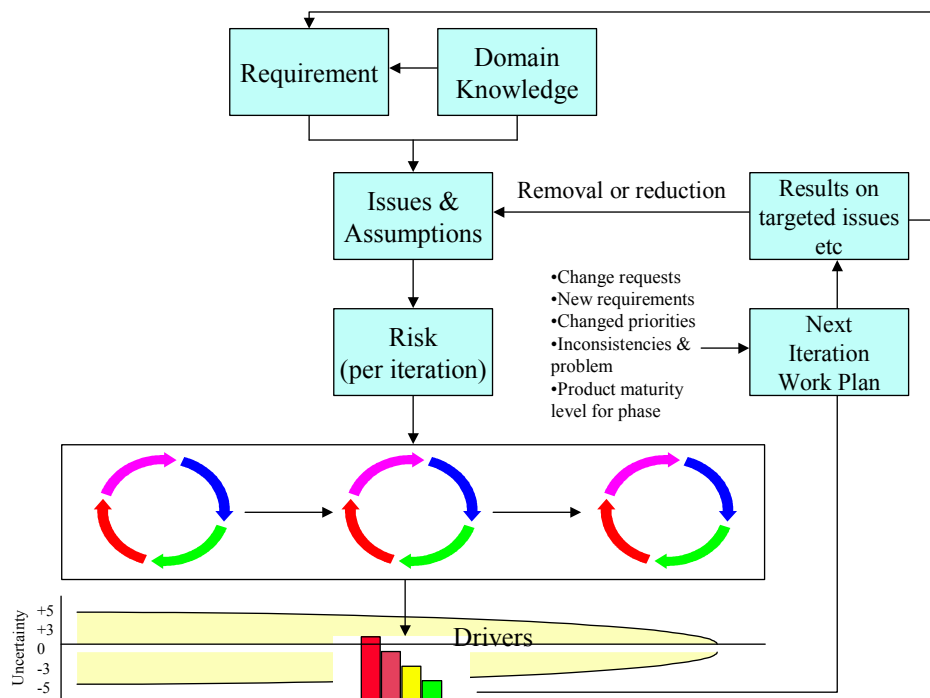 Requirement
Domain
Knowledge
Issues &
Assumptions
Removal or reduction
Results on
targeted issues
etc
•Change requests
•New requirements
•Changed priorities
•Inconsistencies &
problem
•Product maturity
level for phase
Next
Iteration
Work Plan
Risk
(per iteration)
Uncertainty
+5
+3
0
-3
-5
Drivers